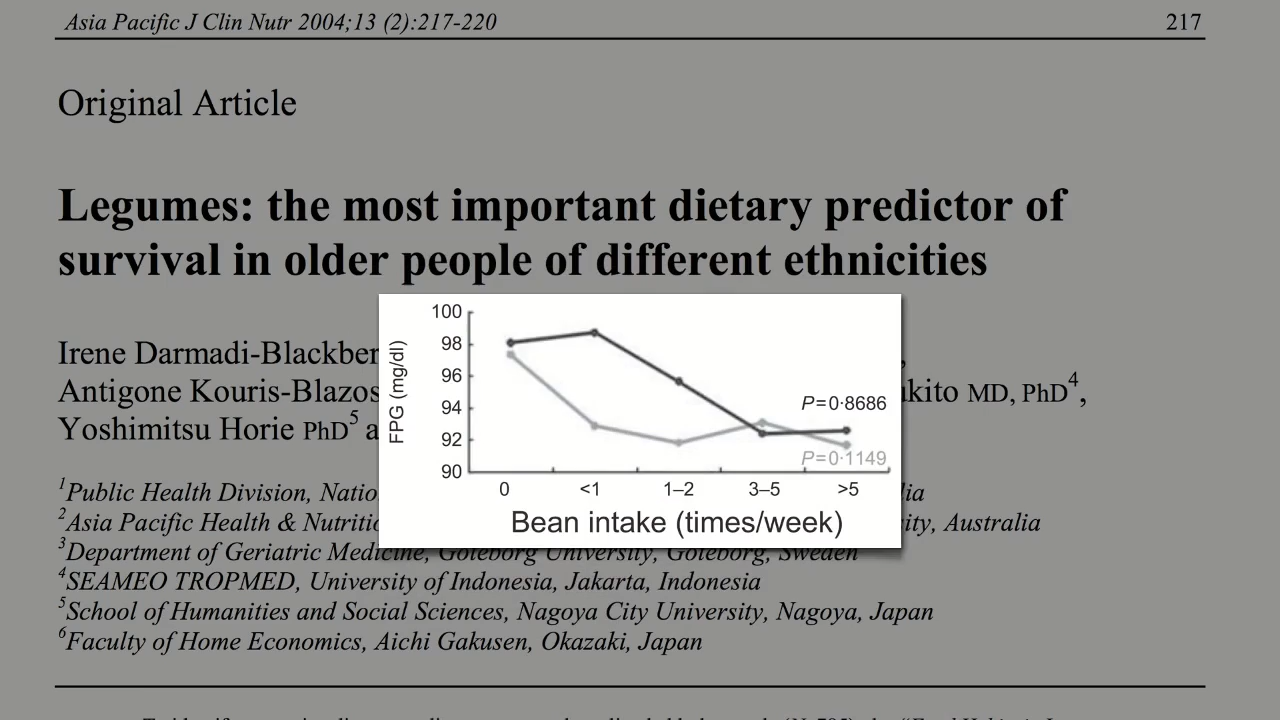 Asia Pacific J Clin Nutr 2004;13 (2):217-220 217
Original Article
Legumes: the most important dietary predictor of
survival in older people of different ethnicities
Irene Darmadi-Blackber
Antigone Kouris-Blazos ukito MD, PhD4,
Yoshimitsu Horie PhD5 a
1Public Health Division, Natio lia
2Asia Pacific Health & Nutritio sity, Australia
3Department of Geriatric Medicine, Göteborg University, Göteborg, Sweden
4SEAMEO TROPMED, University of Indonesia, Jakarta, Indonesia
5School of Humanities and Social Sciences, Nagoya City University, Nagoya, Japan
6Faculty of Home Economics, Aichi Gakusen, Okazaki, Japan
FPG (mg/dl)
100
98
96
94
92
90
P=0·8686
P=0·1149
0 <1 1–2 3–5 >5
Bean intake (times/week)